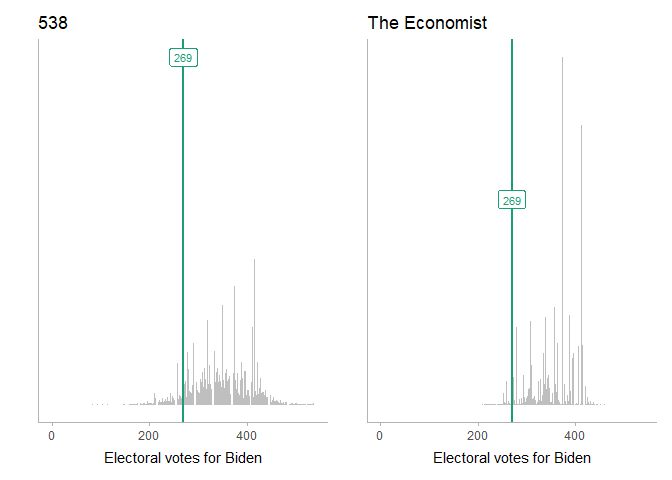 538
269
0 200 400
Electoral votes for Biden
The Economist
269
0 200 400
Electoral votes for Biden